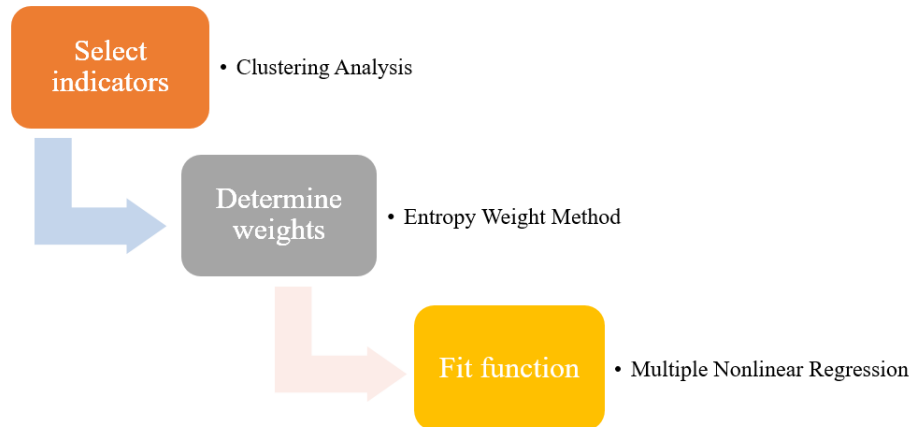 Select
indicators
• Clustering Analysis
Determine
weights
• Entropy Weight Method
Fit function
• Multiple Nonlinear Regression